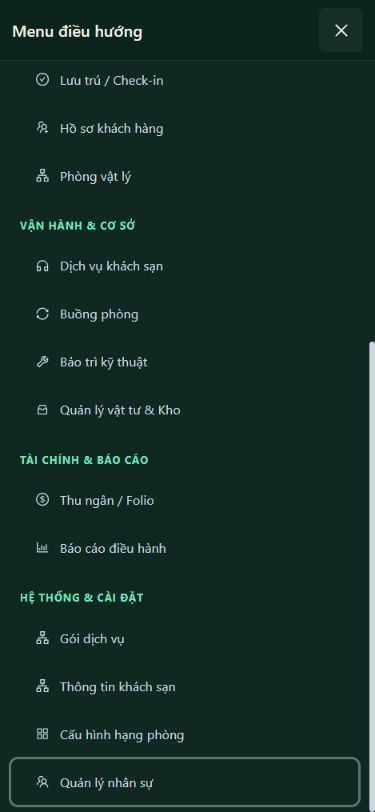 Menu điều hướng
Lưu trú / Check-in
Hồ sơ khách hàng
Phòng vật lý
VẬN HÀNH & CƠ SỞ
Dịch vụ khách sạn
Buồng phòng
Bảo trì kỹ thuật
Quản lý vật tư & Kho
TÀI CHÍNH & BÁO CÁO
Thu ngân / Folio
Báo cáo điều hành
HỆ THỐNG & CÀI ĐẶT
Gói dịch vụ
Thông tin khách sạn
Cấu hình hạng phòng
Quản lý nhân sự